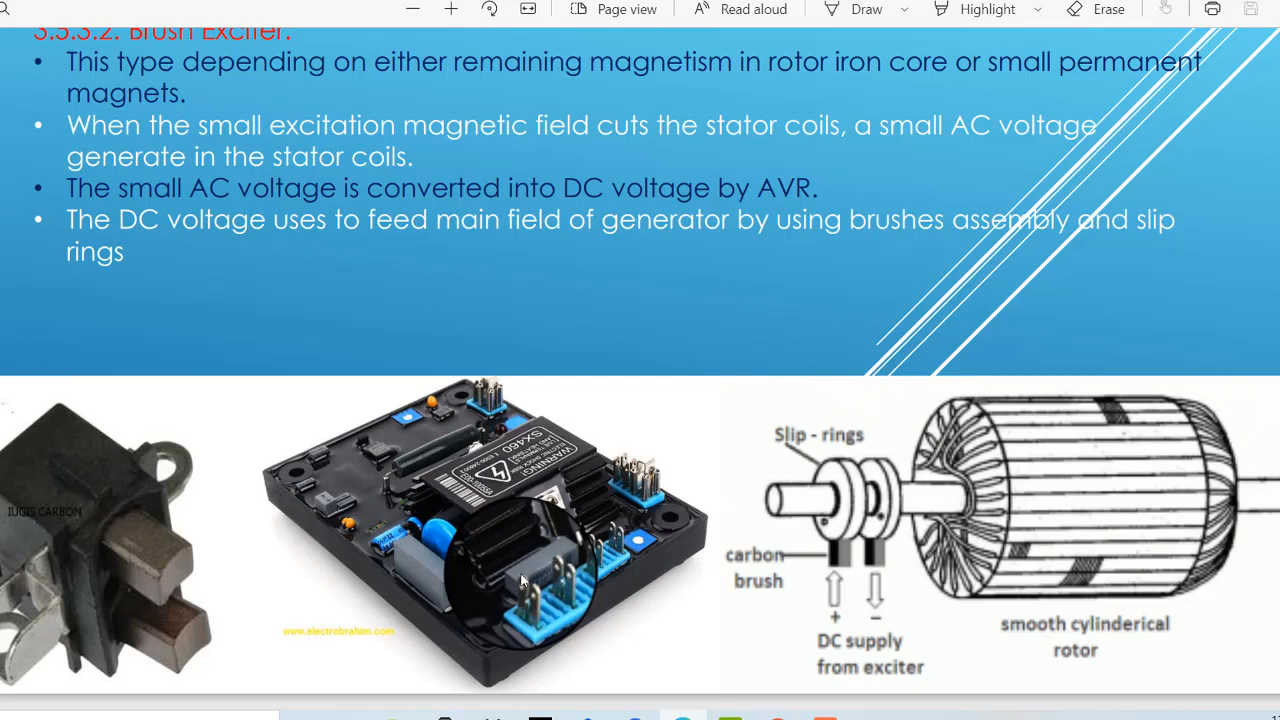 Page view
Read aloud
Draw
Highlight
Erase
3.5.3.2. Brush Exciter:
• This type depending on either remaining magnetism in rotor iron core or small permanent
magnets.
• When the small excitation magnetic field cuts the stator coils, a small AC voltage
generate in the stator coils.
• The small AC voltage is converted into DC voltage by AVR.
• The DC voltage uses to feed main field of generator by using brushes assembly and slip
rings
IUGIS CARBON
WARNING!
SX460
www.electrobrahim.com
Slip - rings
carbon
brush
+ −
DC supply
from exciter
smooth cylinderical
rotor